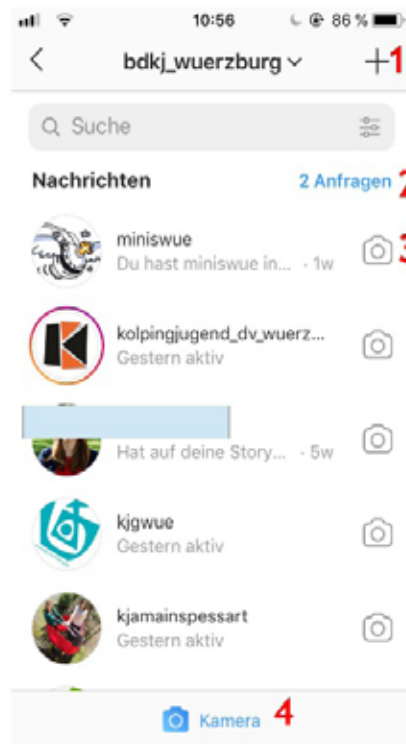 10:56 86 %
bdkj_wuerzburg
1
Suche
Nachrichten 2 Anfragen 2
miniswue
Du hast miniswue in... · 1w 3
kolpingjugend_dv_wuerz...
Gestern aktiv
Hat auf deine Story... · 5w
kjgwue
Gestern aktiv
kjamainspessart
Gestern aktiv
Kamera 4